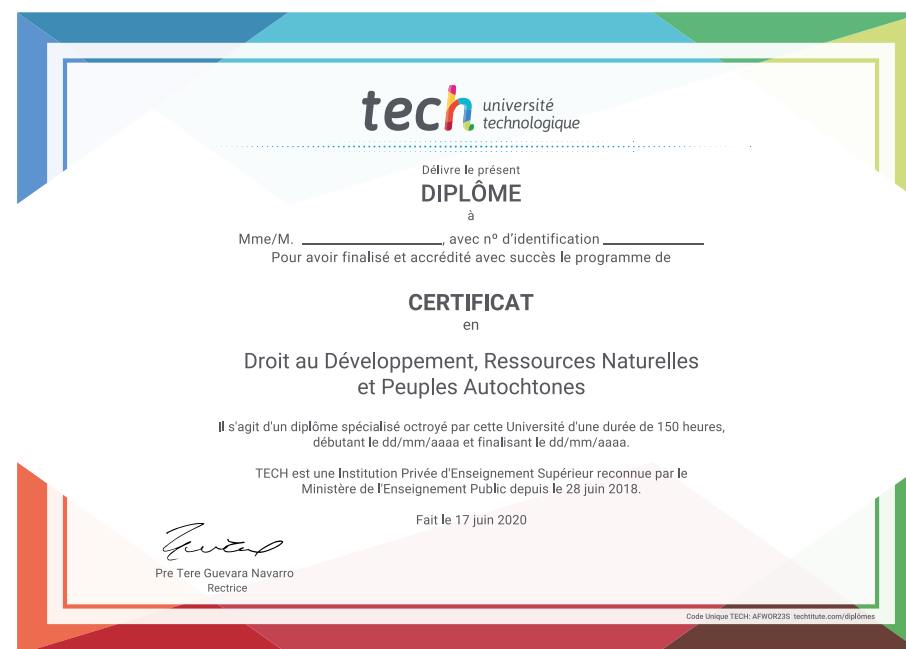 tech université
technologique
Délivre le présent
DIPLÔME
à
Mme/M. ____________________, avec nº d'identification ______________
Pour avoir finalisé et accrédité avec succès le programme de
CERTIFICAT
en
Droit au Développement, Ressources Naturelles
et Peuples Autochtones
Il s'agit d'un diplôme spécialisé octroyé par cette Université d'une durée de 150 heures,
débutant le dd/mm/aaaa et finalisant le dd/mm/aaaa.
TECH est une Institution Privée d'Enseignement Supérieur reconnue par le
Ministère de l'Enseignement Public depuis le 28 juin 2018.
Fait le 17 juin 2020
Pre Tere Guevara Navarro
Rectrice
Code Unique TECH: AFWOR23S techtitute.com/diplômes